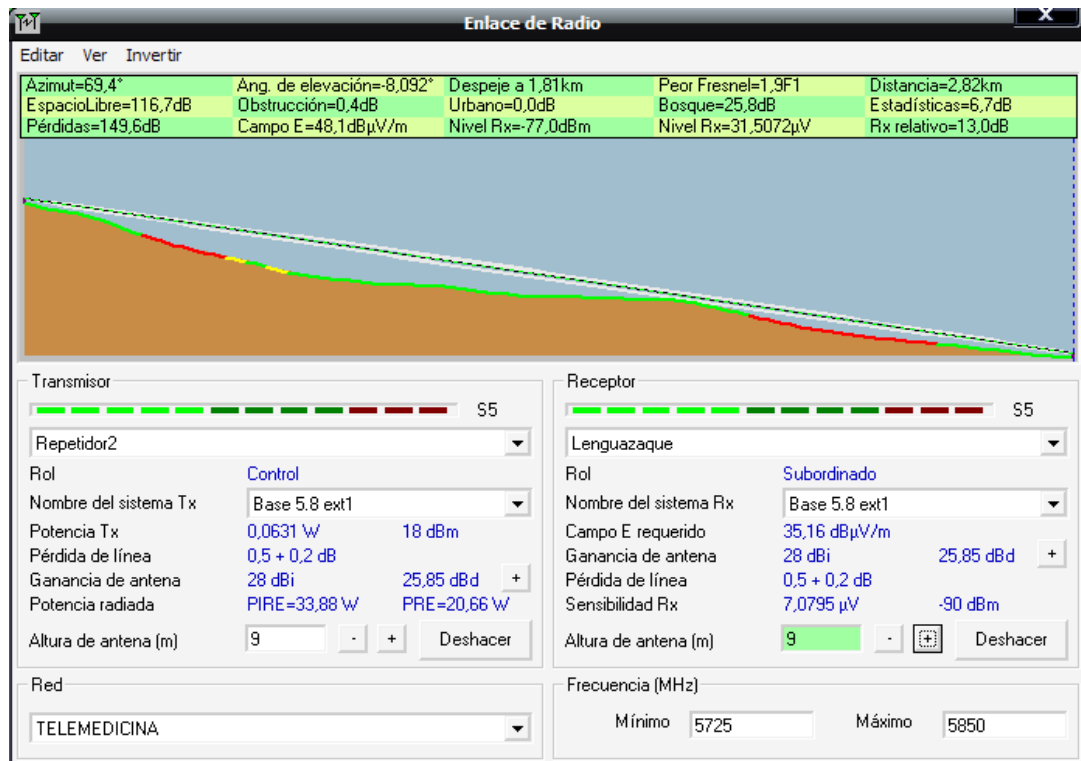 Enlace de Radio
X
Editar Ver Invertir
Azimut=69,4° Ang. de elevación=-8,092° Despeje a 1,81km Peor Fresnel=1,9F1 Distancia=2,82km
EspacioLibre=116,7dB Obstrucción=0,4dB Urbano=0,0dB Bosque=25,8dB Estadísticas=6,7dB
Pérdidas=149,6dB Campo E=48,1dBµV/m Nivel Rx=-77,0dBm Nivel Rx=31,5072µV Rx relativo=13,0dB
Transmisor
S5
Repetidor2
Rol Control
Nombre del sistema Tx Base 5.8 ext1
Potencia Tx 0,0631 W 18 dBm
Pérdida de línea 0,5 + 0,2 dB
Ganancia de antena 28 dBi 25,85 dBd +
Potencia radiada PIRE=33,88 W PRE=20,66 W
Altura de antena (m) 9 - + Deshacer
Receptor
S5
Lenguazaque
Rol Subordinado
Nombre del sistema Rx Base 5.8 ext1
Campo E requerido 35,16 dBµV/m
Ganancia de antena 28 dBi 25,85 dBd +
Pérdida de línea 0,5 + 0,2 dB
Sensibilidad Rx 7,0795 µV -90 dBm
Altura de antena (m) 9 - + Deshacer
Red
TELEMEDICINA
Frecuencia (MHz)
Mínimo 5725 Máximo 5850